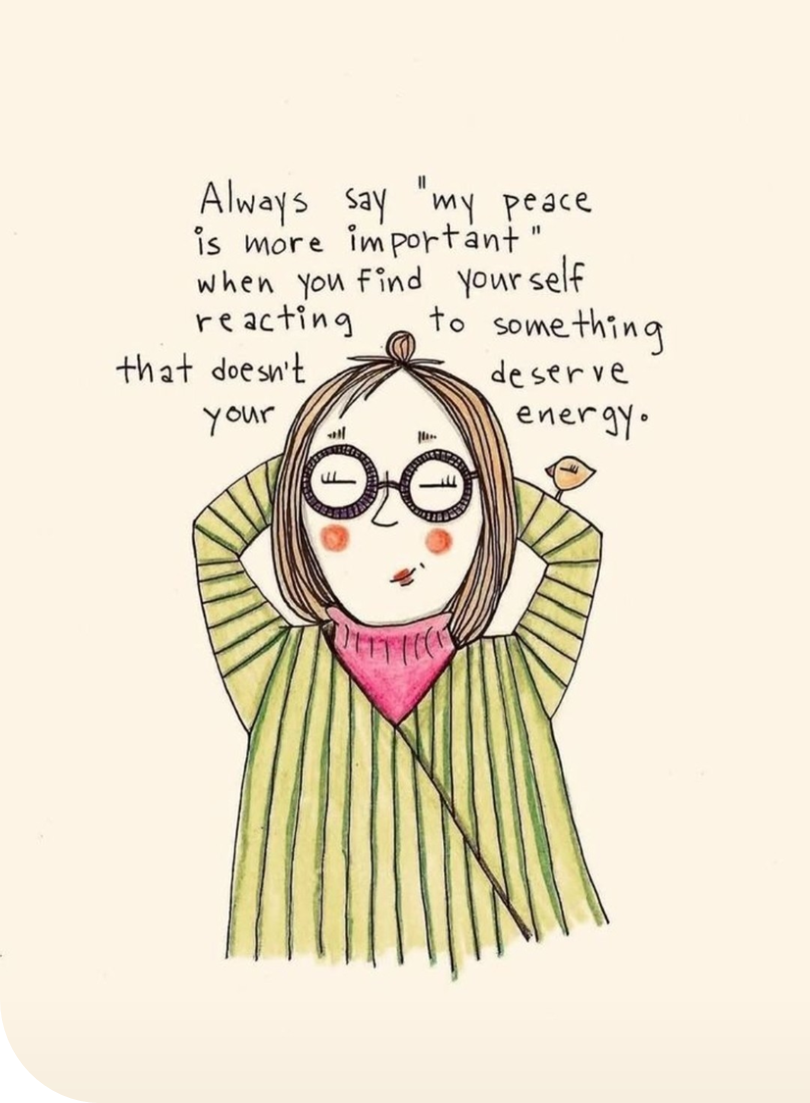 Always say "my peace
is more important"
when you find yourself
reacting to something
that doesn't deserve
your energy.